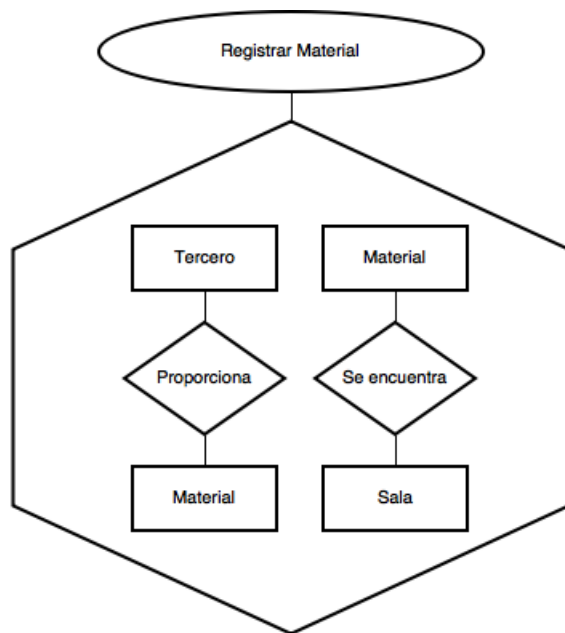 Registrar Material
Tercero
Material
Proporciona
Se encuentra
Material
Sala